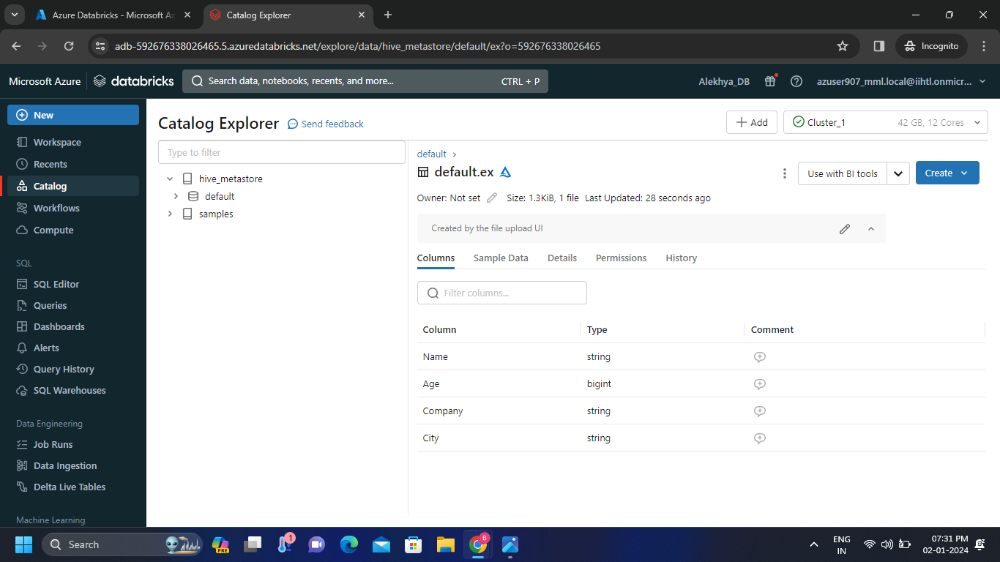 Azure Databricks - Microsoft Az
Catalog Explorer
adb-592676338026465.5.azuredatabricks.net/explore/data/hive_metastore/default/ex?o=592676338026465
Incognito
Microsoft Azure
databricks
Search data, notebooks, recents, and more...
CTRL + P
Alekhya_DB
azuser907_mml.local@iihtl.onmicr...
New
Workspace
Recents
Catalog
Workflows
Compute
SQL
SQL Editor
Queries
Dashboards
Alerts
Query History
SQL Warehouses
Data Engineering
Job Runs
Data Ingestion
Delta Live Tables
Machine Learning
Catalog Explorer
Send feedback
Add
Cluster_1
42 GB, 12 Cores
Type to filter
hive_metastore
default
samples
default ›
default.ex
Use with BI tools
Create
Owner: Not set
Size: 1.3KiB, 1 file
Last Updated: 28 seconds ago
Created by the file upload UI
Columns
Sample Data
Details
Permissions
History
Filter columns...
Column Type Comment
Name string
Age bigint
Company string
City string
Search
PRE
1
8
ENG
IN
07:31 PM
02-01-2024